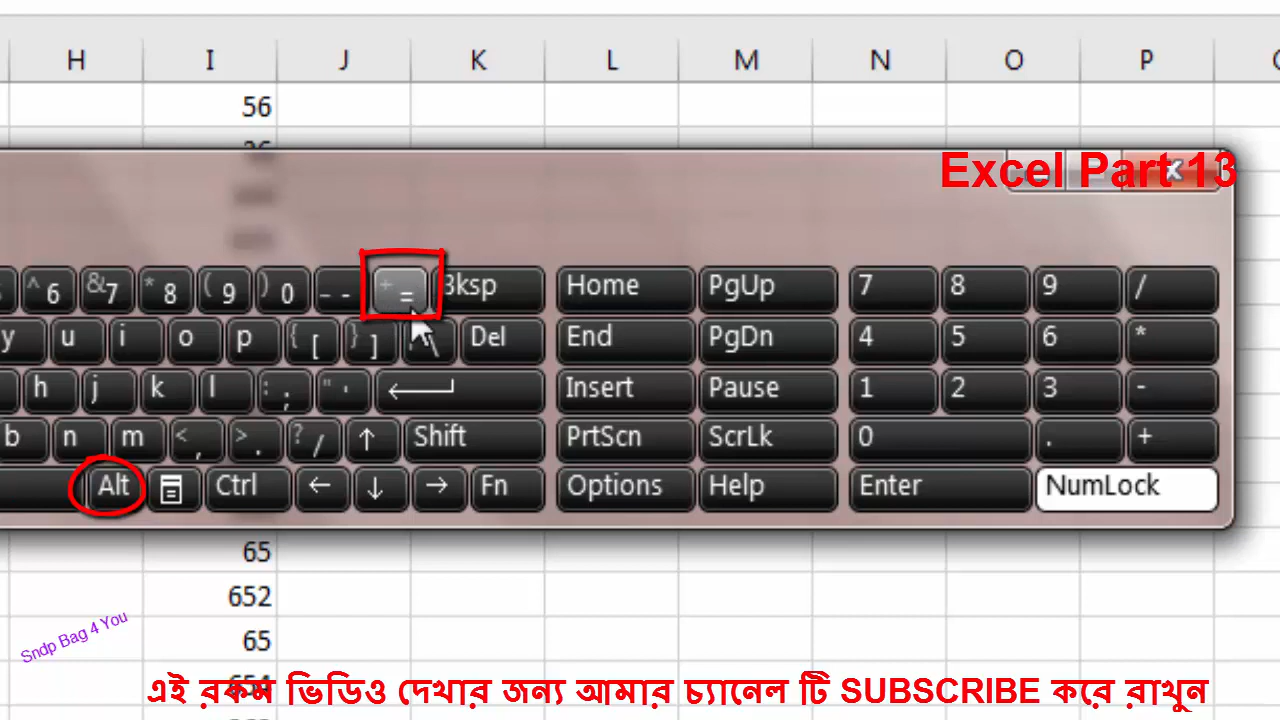 H I J K L M N O P
56
Excel Part 13
^ 6 & 7 * 8 ( 9 ) 0 _ - + = Bksp Home PgUp 7 8 9 /
y u i o p { [ } ] \ Del End PgDn 4 5 6 *
h j k l : ; " ' Insert Pause 1 2 3 -
b n m < , > . ? / ↑ Shift PrtScn ScrLk 0 . +
Alt Ctrl ← ↓ → Fn Options Help Enter NumLock
65
652
65
Sndp Bag 4 You
654
এই রকম ভিডিও দেখার জন্য আমার চ্যানেল টি SUBSCRIBE করে রাখুন